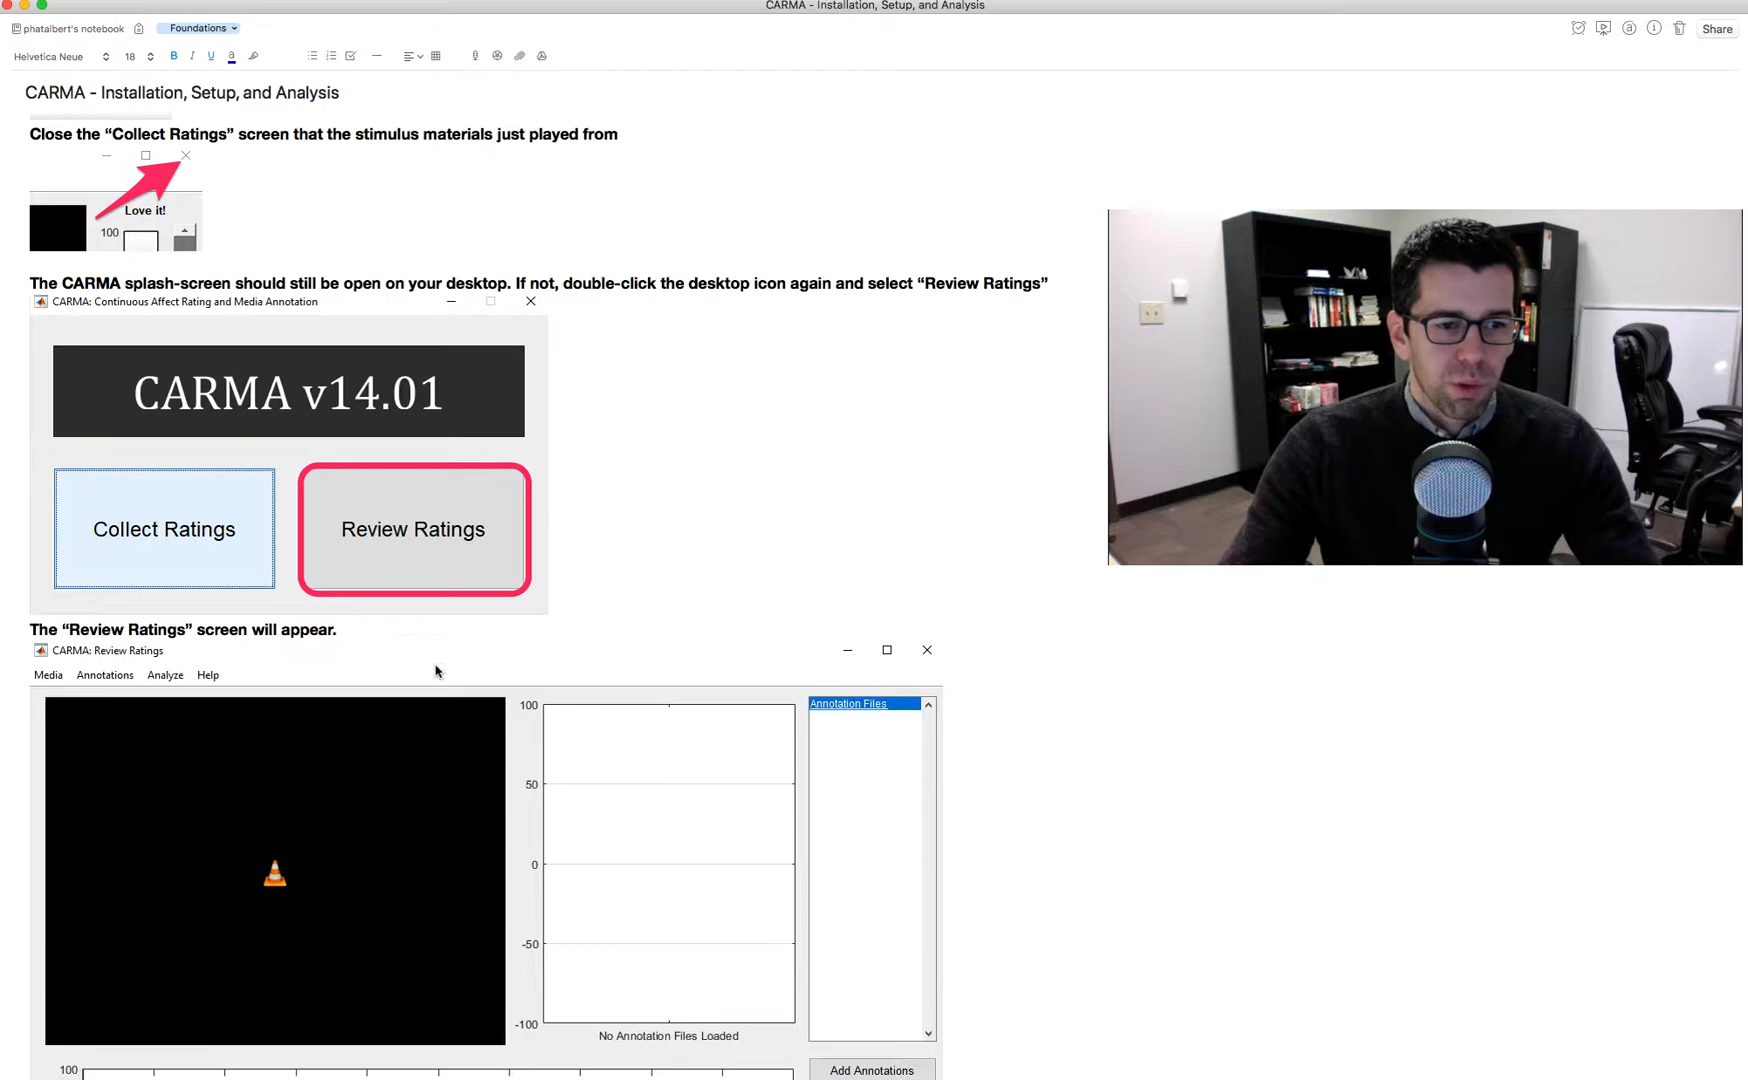 CARMA - Installation, Setup, and Analysis
phatalbert's notebook
Foundations
Share
Helvetica Neue
18
B I U a
CARMA - Installation, Setup, and Analysis
Close the “Collect Ratings” screen that the stimulus materials just played from
Love it!
100
The CARMA splash-screen should still be open on your desktop. If not, double-click the desktop icon again and select “Review Ratings”
CARMA: Continuous Affect Rating and Media Annotation
CARMA v14.01
Collect Ratings
Review Ratings
The “Review Ratings” screen will appear.
CARMA: Review Ratings
Media Annotations Analyze Help
100
50
0
-50
-100
No Annotation Files Loaded
Annotation Files
100
Add Annotations